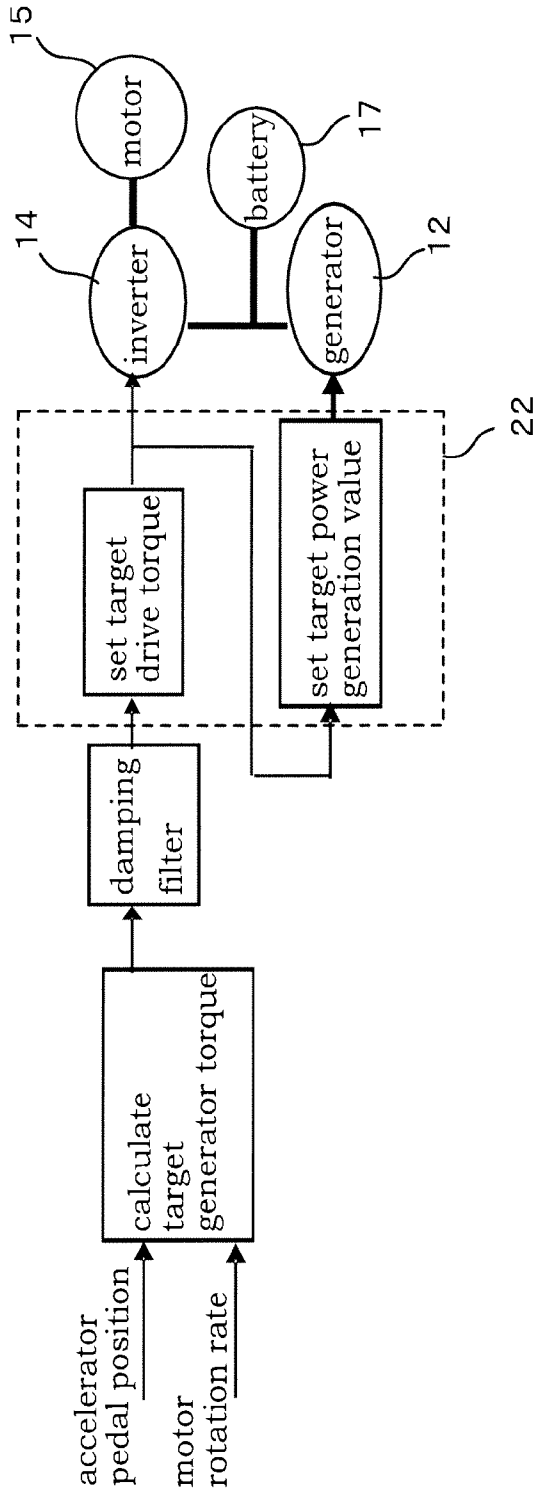 accelerator
pedal position
motor
rotation rate
calculate
target
generator torque
damping
filter
set target
drive torque
set target power
generation value
22
inverter
14
motor
15
battery
17
generator
12